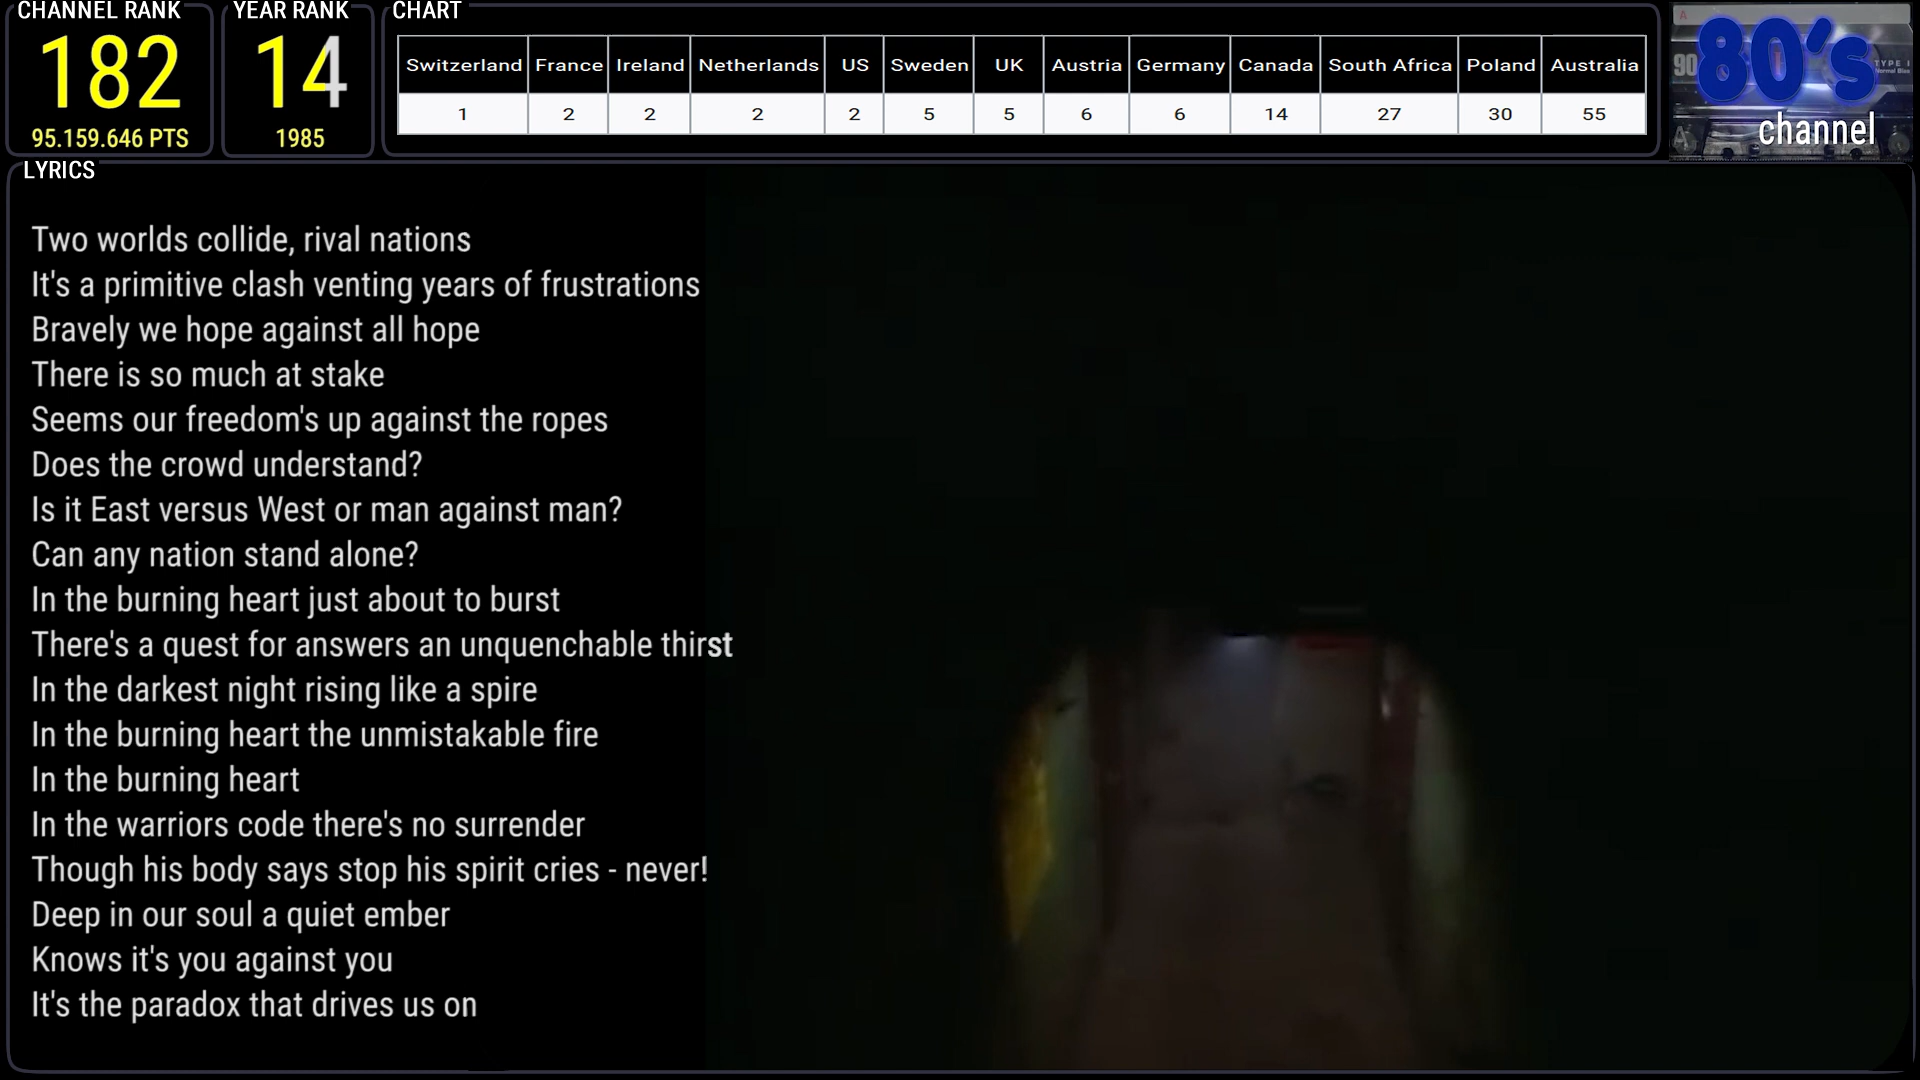 CHANNEL RANK
182
95.159.646 PTS
YEAR RANK
14
1985
CHART
Switzerland France Ireland Netherlands US Sweden UK Austria Germany Canada South Africa Poland Australia
1 2 2 2 2 5 5 6 6 14 27 30 55
A
90
80's
TYPE I
Normal Bias
A
channel
LYRICS
Two worlds collide, rival nations
It's a primitive clash venting years of frustrations
Bravely we hope against all hope
There is so much at stake
Seems our freedom's up against the ropes
Does the crowd understand?
Is it East versus West or man against man?
Can any nation stand alone?
In the burning heart just about to burst
There's a quest for answers an unquenchable thirst
In the darkest night rising like a spire
In the burning heart the unmistakable fire
In the burning heart
In the warriors code there's no surrender
Though his body says stop his spirit cries - never!
Deep in our soul a quiet ember
Knows it's you against you
It's the paradox that drives us on